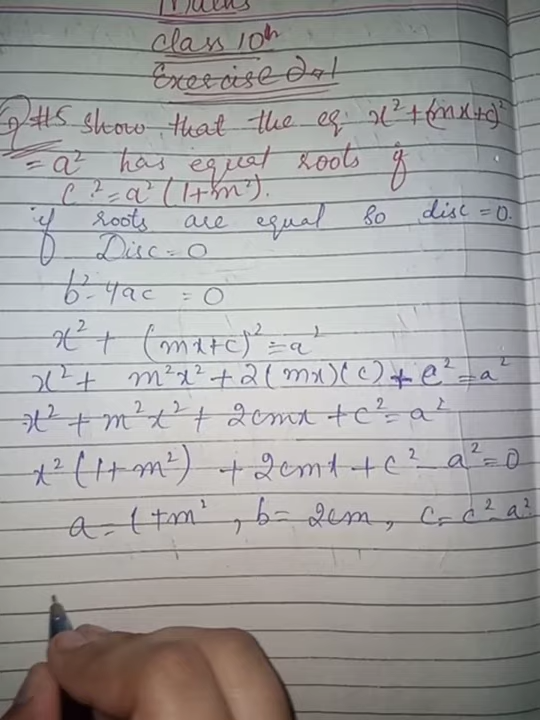 Maths
Class 10th
Exercise 2.1
Q #5 Show that the eq: x² + (mx+c)²
= a² has equal roots if
c² = a² (1+m²).
if roots are equal so disc = 0.
Disc = 0
b² - 4ac = 0
x² + (mx+c)² = a²
x² + m²x² + 2(mx)(c) + c² = a²
x² + m²x² + 2cmx + c² = a²
x² (1+m²) + 2cmx + c² - a² = 0
a = 1+m², b = 2cm, c = c² - a²